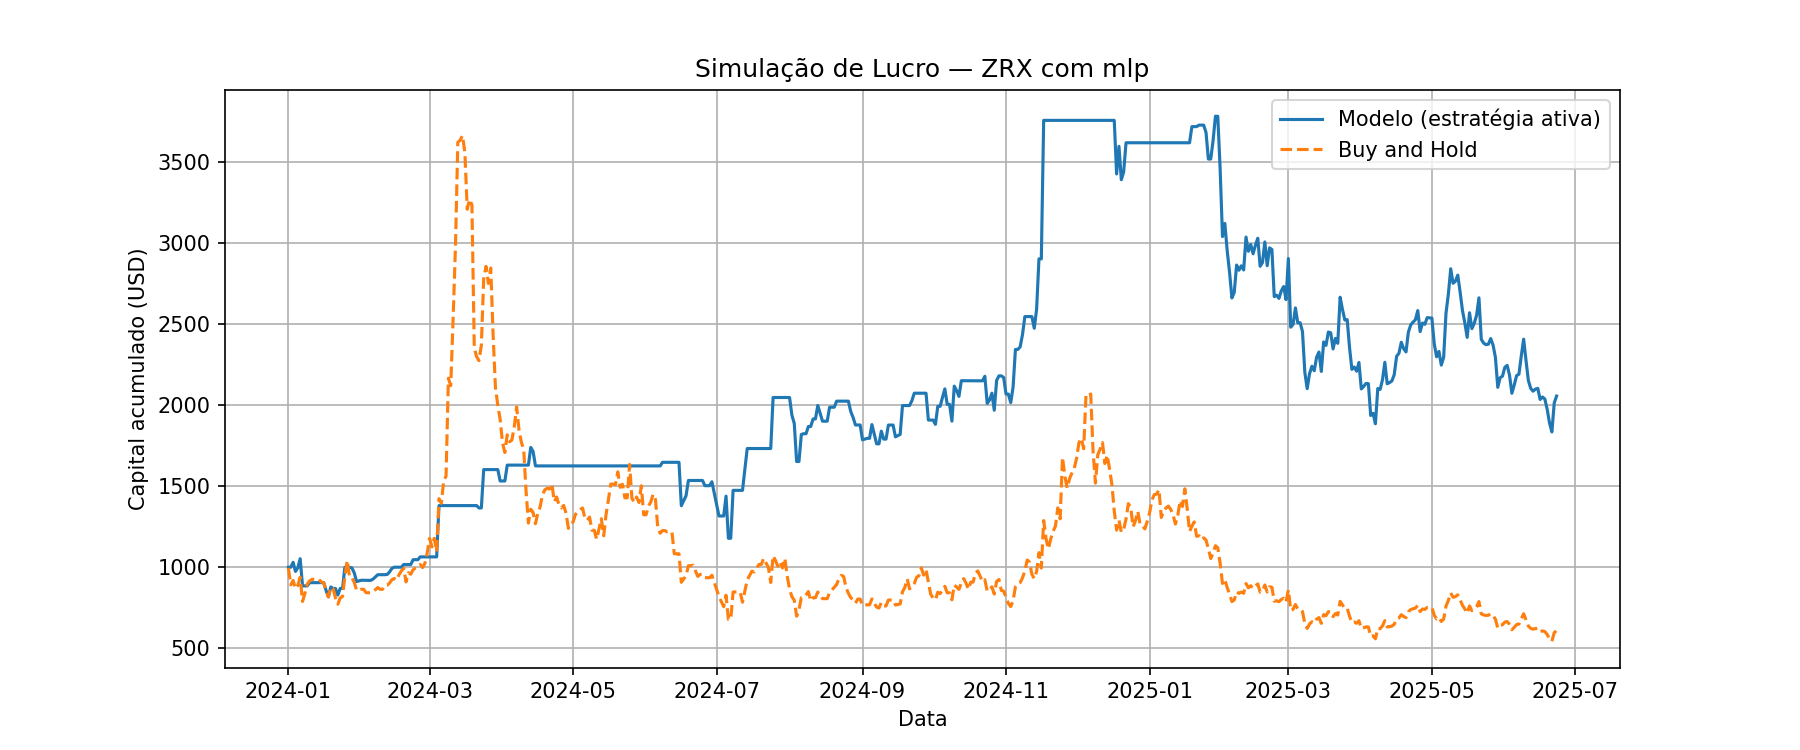 Simulação de Lucro — ZRX com mlp
Modelo (estratégia ativa)
Buy and Hold
Capital acumulado (USD)
3500
3000
2500
2000
1500
1000
500
2024-01 2024-03 2024-05 2024-07 2024-09 2024-11 2025-01 2025-03 2025-05 2025-07
Data